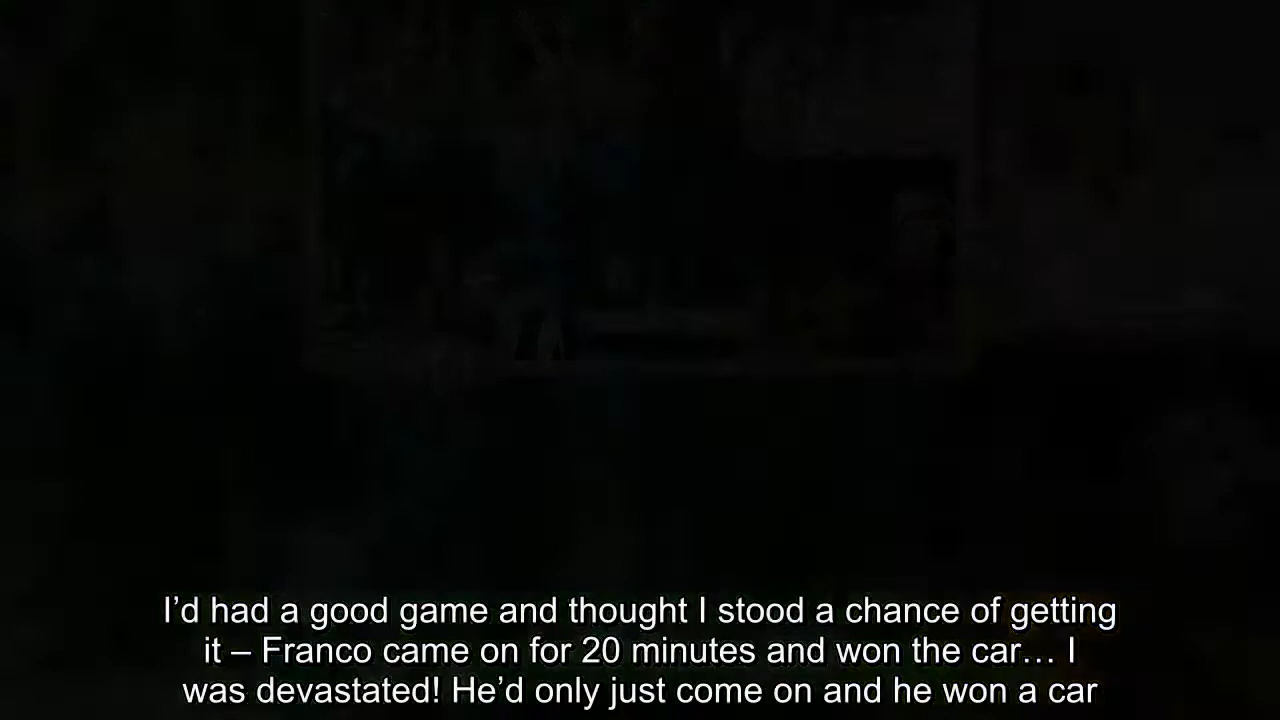 I’d had a good game and thought I stood a chance of getting
it – Franco came on for 20 minutes and won the car… I
was devastated! He’d only just come on and he won a car